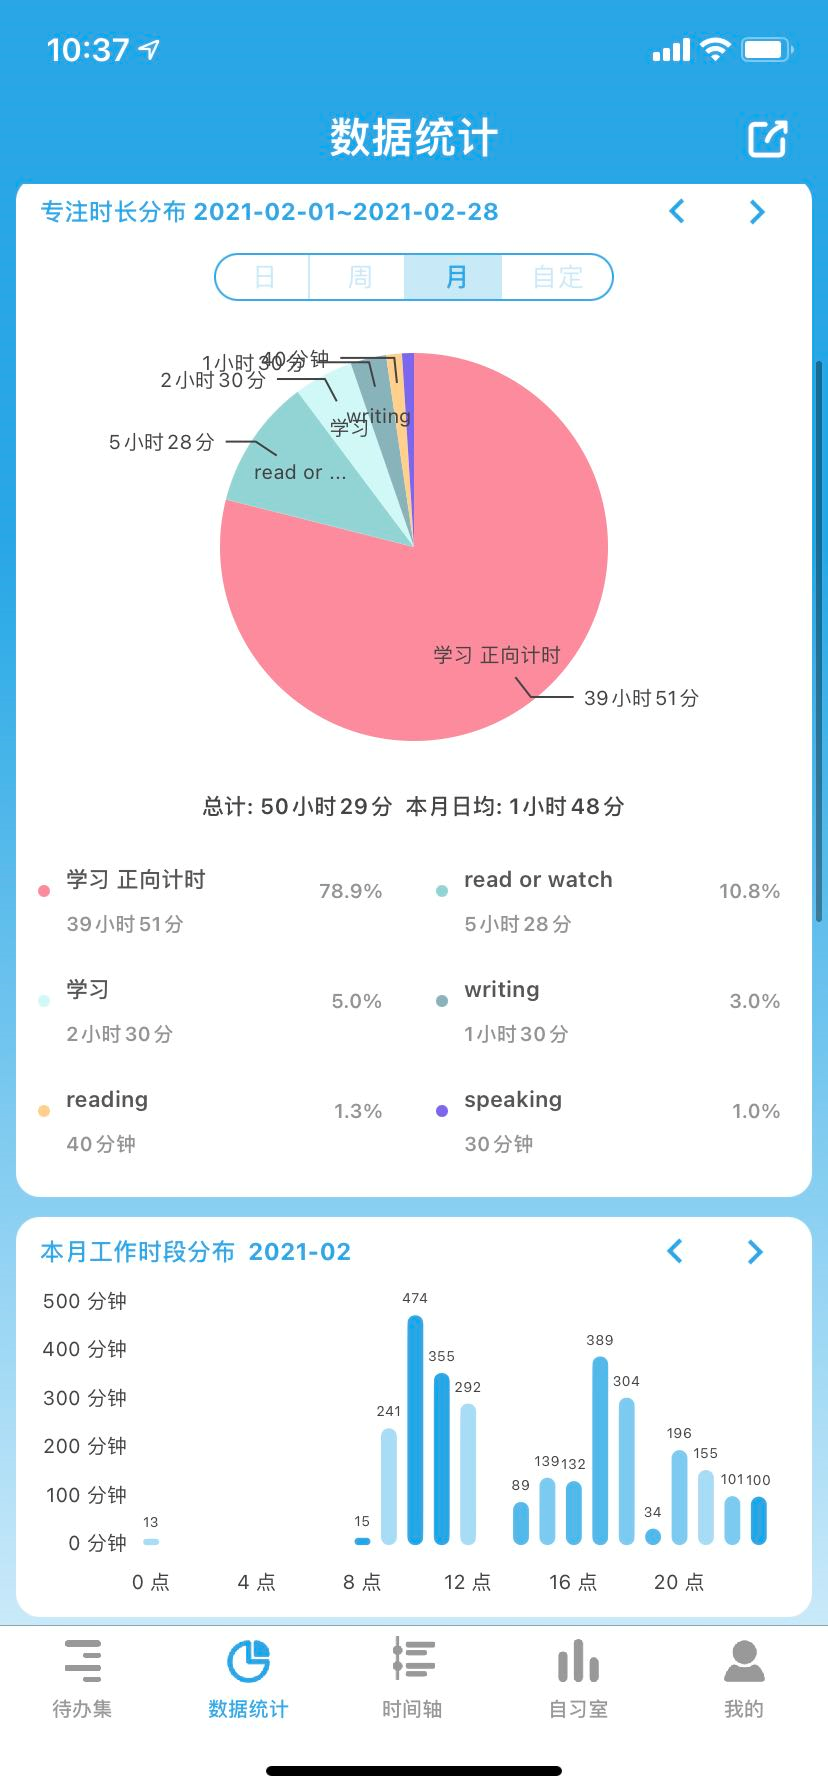 10:37
数据统计
专注时长分布 2021-02-01~2021-02-28
日 周 月 自定
40分钟
1小时30分
2小时30分
writing
学习
5小时28分
read or ...
学习 正向计时
39小时51分
总计: 50小时29分 本月日均: 1小时48分
学习 正向计时 78.9% read or watch 10.8%
39小时51分 5小时28分
学习 5.0% writing 3.0%
2小时30分 1小时30分
reading 1.3% speaking 1.0%
40分钟 30分钟
本月工作时段分布 2021-02
500 分钟
400 分钟
300 分钟
200 分钟
100 分钟
0 分钟
13 15 241 474 355 292 89 139 132 389 304 34 196 155 101 100
0 点 4 点 8 点 12 点 16 点 20 点
待办集 数据统计 时间轴 自习室 我的